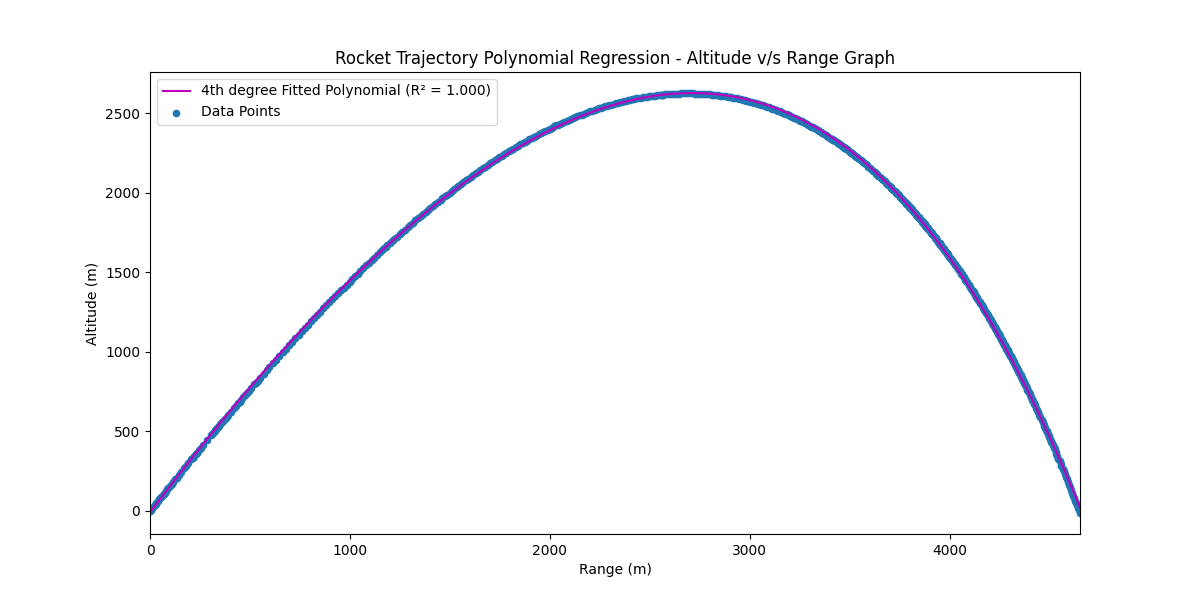 Rocket Trajectory Polynomial Regression - Altitude v/s Range Graph
4th degree Fitted Polynomial (R² = 1.000)
Data Points
2500
2000
1500
1000
500
0
Altitude (m)
0 1000 2000 3000 4000
Range (m)